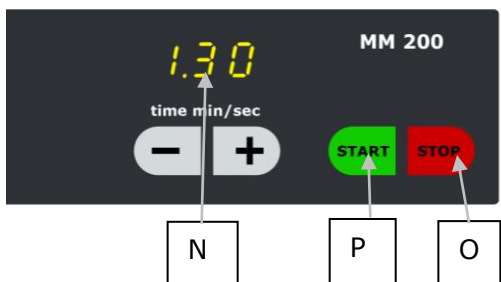 1.30
MM 200
time min/sec
− +
START STOP
N P O